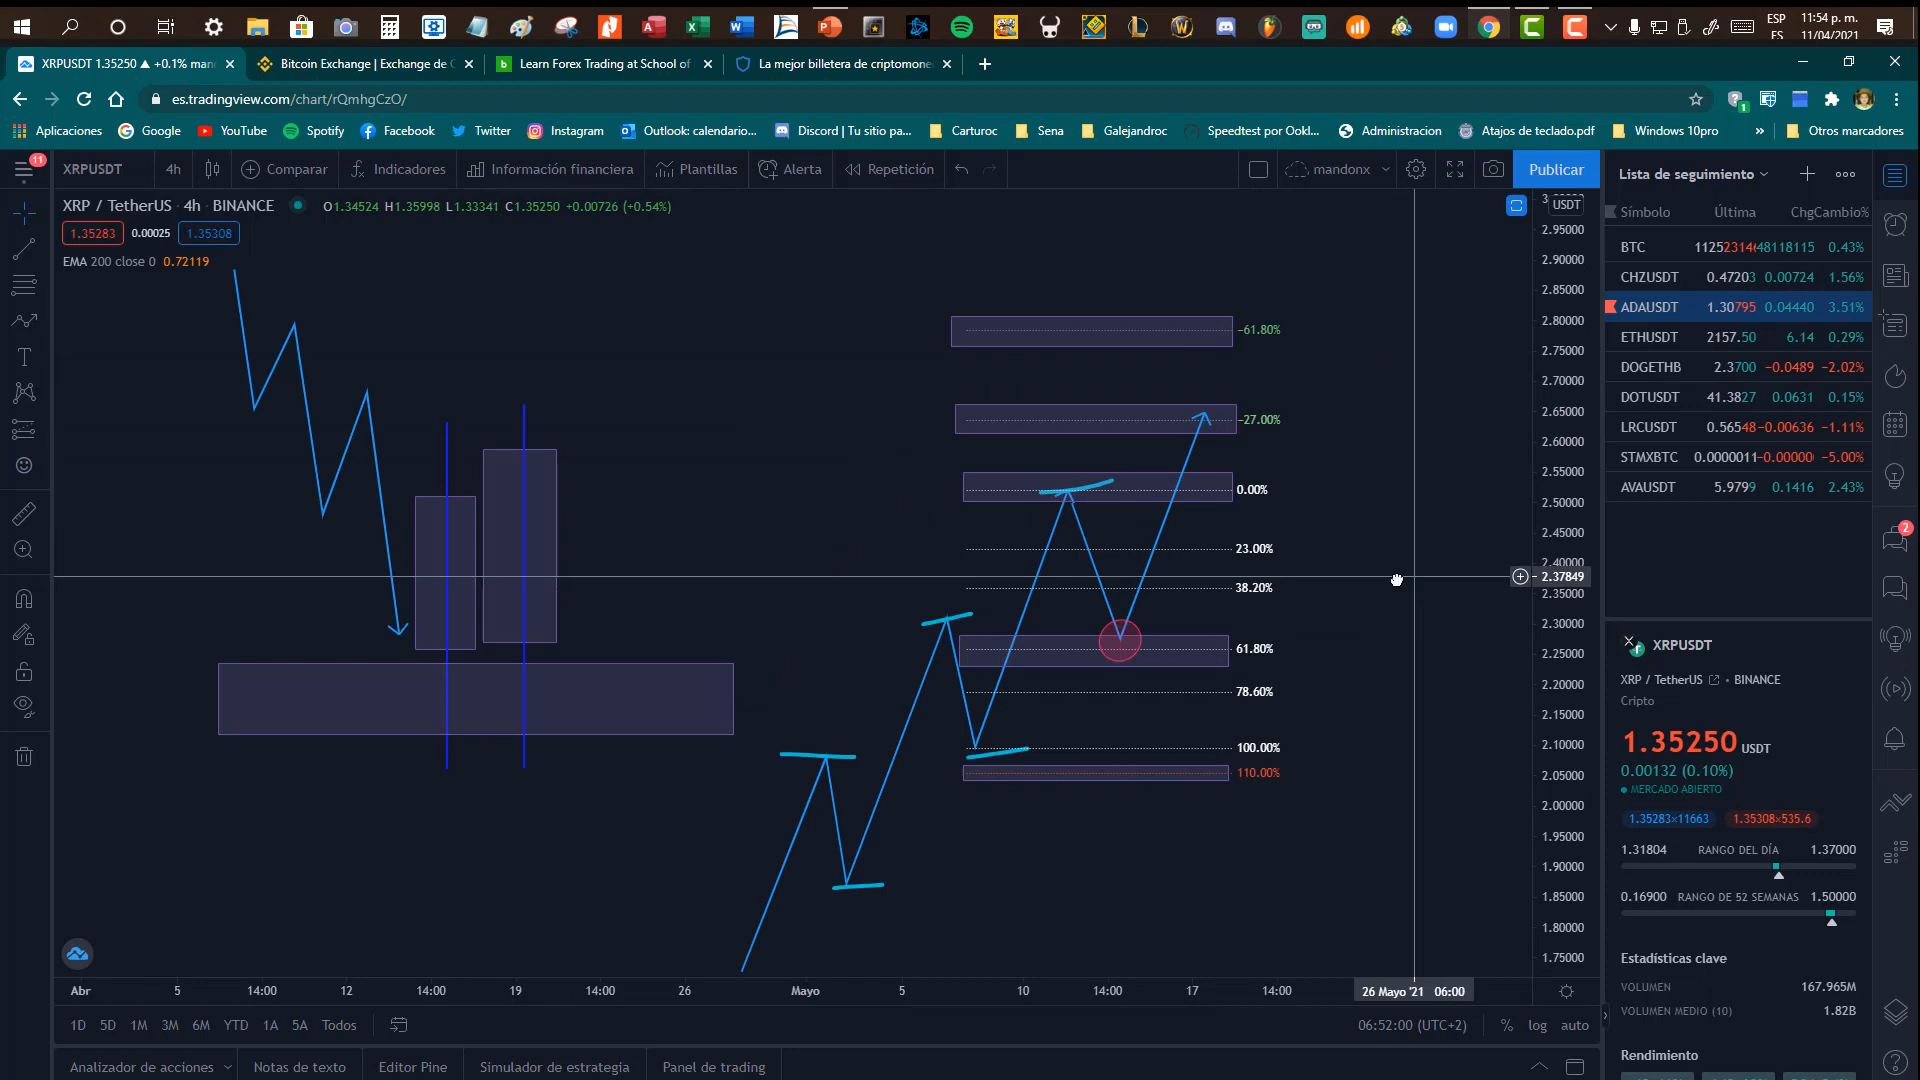 ESP
ES
11:54 p. m.
11/04/2021
XRPUSDT 1.35250 ▲ +0.1% man
Bitcoin Exchange | Exchange de C
Learn Forex Trading at School of
La mejor billetera de criptomone
es.tradingview.com/chart/rQmhgCzO/
1
Aplicaciones
Google
YouTube
Spotify
Facebook
Twitter
Instagram
Outlook: calendario...
Discord | Tu sitio pa...
Carturoc
Sena
Galejandroc
Speedtest por Ookl...
Administracion
Atajos de teclado.pdf
Windows 10pro
»
Otros marcadores
11
XRPUSDT
4h
Comparar
Indicadores
Información financiera
Plantillas
Alerta
Repetición
mandonx
Publicar
Lista de seguimiento
XRP / TetherUS · 4h · BINANCE
O1.34524 H1.35998 L1.33341 C1.35250 +0.00726 (+0.54%)
1.35283
0.00025
1.35308
EMA 200 close 0 0.72119
USDT
2.95000
2.90000
2.85000
2.80000
2.75000
2.70000
2.65000
2.60000
2.55000
2.50000
2.45000
2.40000
2.37849
2.35000
2.30000
2.25000
2.20000
2.15000
2.10000
2.05000
2.00000
1.95000
1.90000
1.85000
1.80000
1.75000
-61.80%
-27.00%
0.00%
23.00%
38.20%
61.80%
78.60%
100.00%
110.00%
Símbolo Última Chg Cambio%
BTC 0.43%
CHZUSDT 0.47203 0.00724 1.56%
ADAUSDT 1.30795 0.04440 3.51%
ETHUSDT 2157.50 6.14 0.29%
DOGETHB 2.3700 -0.0489 -2.02%
DOTUSDT 41.3827 0.0631 0.15%
LRCUSDT 0.56548 -0.00636 -1.11%
STMXBTC 0.0000011 -0.00000 -5.00%
AVAUSDT 5.9799 0.1416 2.43%
2
XRPUSDT
XRP / TetherUS · BINANCE
Cripto
1.35250 USDT
0.00132 (0.10%)
MERCADO ABIERTO
1.35283×11663
1.35308×535.6
1.31804 RANGO DEL DÍA 1.37000
0.16900 RANGO DE 52 SEMANAS 1.50000
Estadísticas clave
VOLUMEN 167.965M
VOLUMEN MEDIO (10) 1.82B
Rendimiento
Abr 5 14:00 12 14:00 19 14:00 26 Mayo 5 10 14:00 17 14:00 26 Mayo '21 06:00
1D 5D 1M 3M 6M YTD 1A 5A Todos
06:52:00 (UTC+2) % log auto
Analizador de acciones
Notas de texto
Editor Pine
Simulador de estrategia
Panel de trading